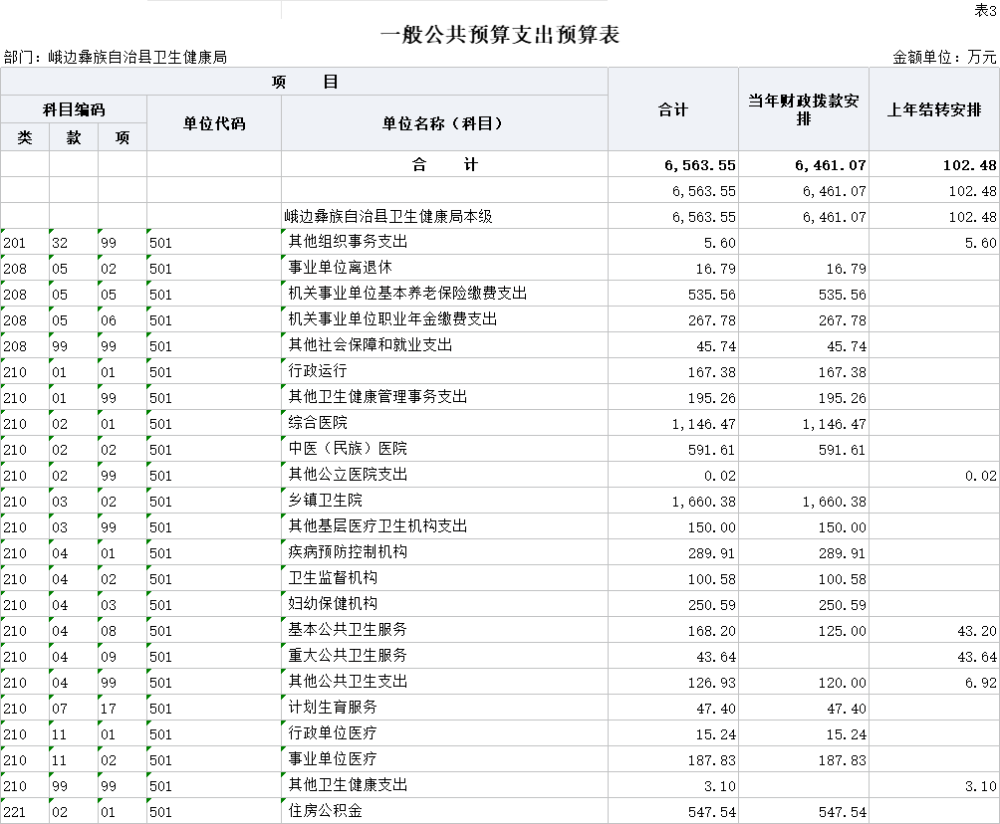 表3
一般公共预算支出预算表
部门：峨边彝族自治县卫生健康局 金额单位：万元
项 目 合计 当年财政拨款安排 上年结转安排
科目编码 单位代码 单位名称（科目）
类 款 项
合 计 6,563.55 6,461.07 102.48
6,563.55 6,461.07 102.48
峨边彝族自治县卫生健康局本级 6,563.55 6,461.07 102.48
201 32 99 501 其他组织事务支出 5.60 5.60
208 05 02 501 事业单位离退休 16.79 16.79
208 05 05 501 机关事业单位基本养老保险缴费支出 535.56 535.56
208 05 06 501 机关事业单位职业年金缴费支出 267.78 267.78
208 99 99 501 其他社会保障和就业支出 45.74 45.74
210 01 01 501 行政运行 167.38 167.38
210 01 99 501 其他卫生健康管理事务支出 195.26 195.26
210 02 01 501 综合医院 1,146.47 1,146.47
210 02 02 501 中医（民族）医院 591.61 591.61
210 02 99 501 其他公立医院支出 0.02 0.02
210 03 02 501 乡镇卫生院 1,660.38 1,660.38
210 03 99 501 其他基层医疗卫生机构支出 150.00 150.00
210 04 01 501 疾病预防控制机构 289.91 289.91
210 04 02 501 卫生监督机构 100.58 100.58
210 04 03 501 妇幼保健机构 250.59 250.59
210 04 08 501 基本公共卫生服务 168.20 125.00 43.20
210 04 09 501 重大公共卫生服务 43.64 43.64
210 04 99 501 其他公共卫生支出 126.93 120.00 6.92
210 07 17 501 计划生育服务 47.40 47.40
210 11 01 501 行政单位医疗 15.24 15.24
210 11 02 501 事业单位医疗 187.83 187.83
210 99 99 501 其他卫生健康支出 3.10 3.10
221 02 01 501 住房公积金 547.54 547.54